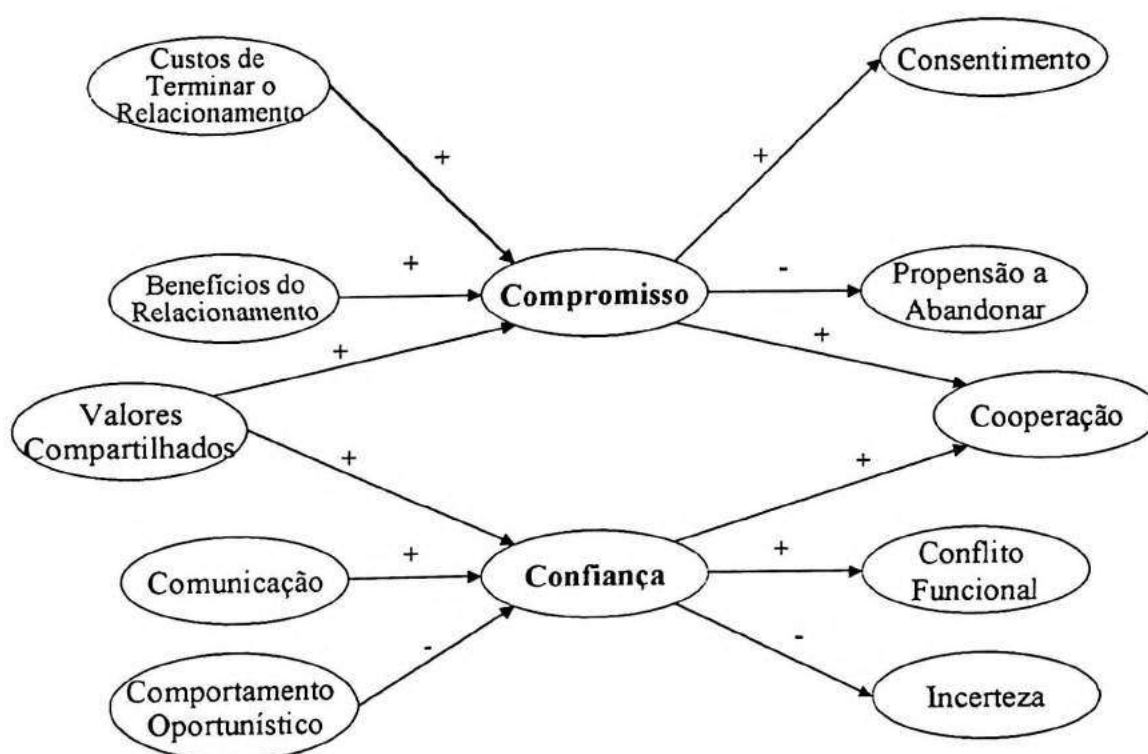 Custos de
Terminar o
Relacionamento
Consentimento
+
+
Benefícios do
Relacionamento
+
Compromisso
-
Propensão a
Abandonar
+
+
Valores
Compartilhados
Cooperação
+
+
Comunicação
+
Confiança
+
Conflito
Funcional
-
-
Comportamento
Oportunístico
Incerteza